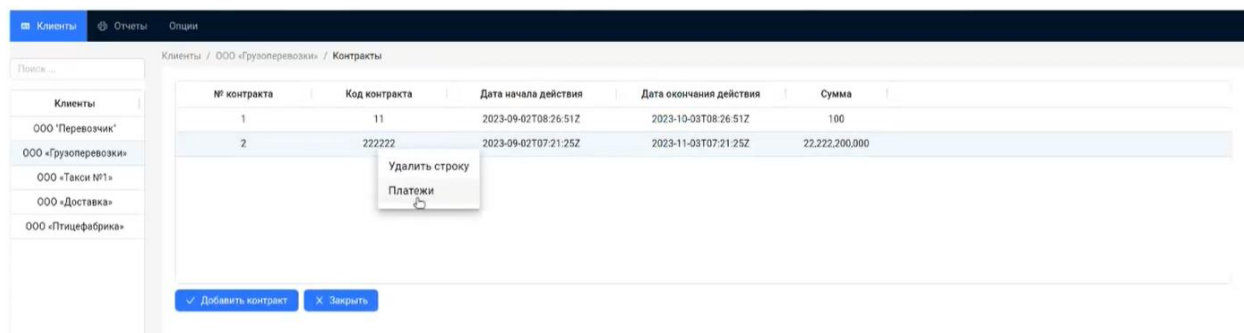 Клиенты Отчеты Опции
Клиенты / ООО «Грузоперевозки» / Контракты
Поиск ...
Клиенты
ООО "Перевозчик"
ООО «Грузоперевозки»
ООО «Такси №1»
ООО «Доставка»
ООО «Птицефабрика»
№ контракта Код контракта Дата начала действия Дата окончания действия Сумма
1 11 2023-09-02T08:26:51Z 2023-10-03T08:26:51Z 100
2 222222 2023-09-02T07:21:25Z 2023-11-03T07:21:25Z 22,222,200,000
Удалить строку
Платежи
Добавить контракт Закрыть